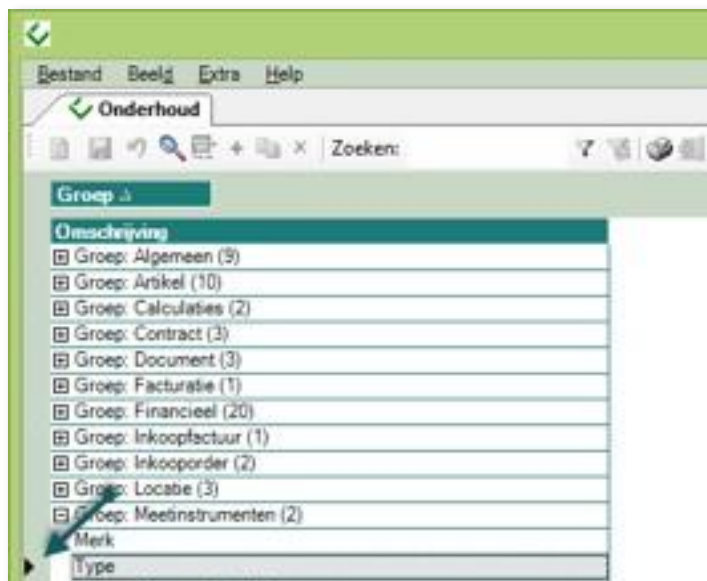 Bestand Beeld Extra Help
Onderhoud
Zoeken:
Groep
Omschrijving
Groep: Algemeen (9)
Groep: Artikel (10)
Groep: Calculaties (2)
Groep: Contract (3)
Groep: Document (3)
Groep: Facturatie (1)
Groep: Financieel (20)
Groep: Inkoopfactuur (1)
Groep: Inkooporder (2)
Groep: Locatie (3)
Groep: Meetinstrumenten (2)
Merk
Type